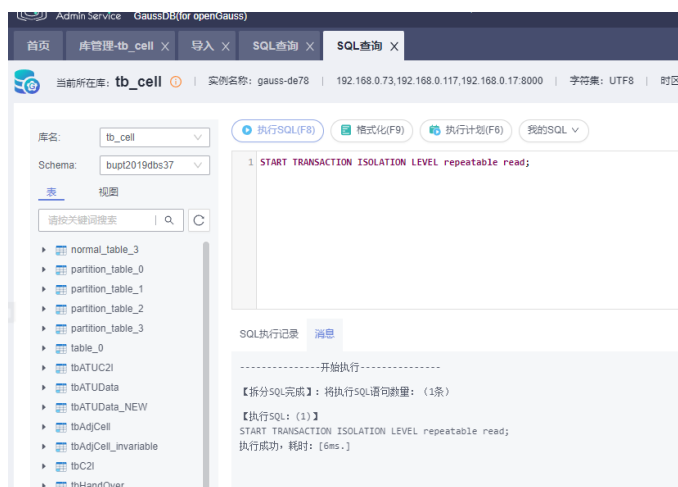 Admin Service GaussDB(for openGauss)
首页 库管理-tb_cell × 导入 × SQL查询 × SQL查询 ×
当前所在库: tb_cell 实例名称: gauss-de78 | 192.168.0.73,192.168.0.117,192.168.0.17:8000 | 字符集: UTF8 | 时区
库名: tb_cell
执行SQL(F8) 格式化(F9) 执行计划(F6) 我的SQL
Schema: bupt2019dbs37
1 START TRANSACTION ISOLATION LEVEL repeatable read;
表 视图
请按关键词搜索
normal_table_3
partition_table_0
partition_table_1
partition_table_2
partition_table_3
table_0
tbATUC2I
tbATUData
tbATUData_NEW
tbAdjCell
tbAdjCell_invariable
tbC2I
tbHandOver
SQL执行记录 消息
---------------开始执行---------------
【拆分SQL完成】: 将执行SQL语句数量: (1条)
【执行SQL: (1)】
START TRANSACTION ISOLATION LEVEL repeatable read;
执行成功, 耗时: [6ms.]